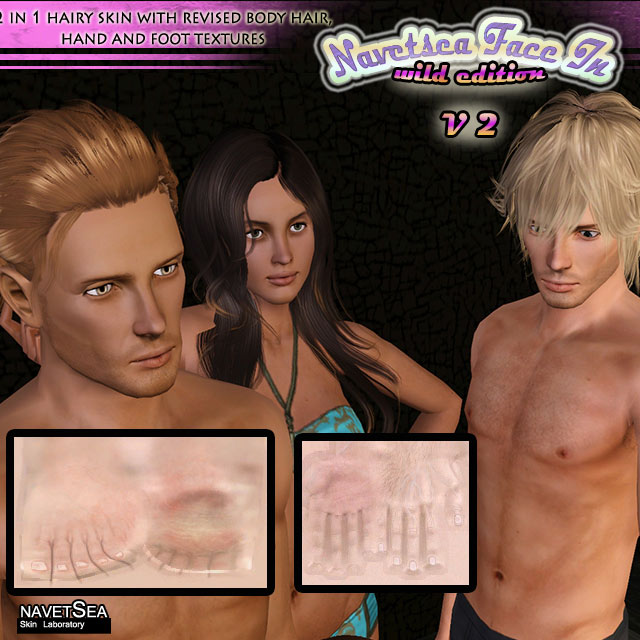 2 IN 1 HAIRY SKIN WITH REVISED BODY HAIR,
HAND AND FOOT TEXTURES
Navetsea Face In
wild edition
V 2
NAVETSEA
Skin Laboratory